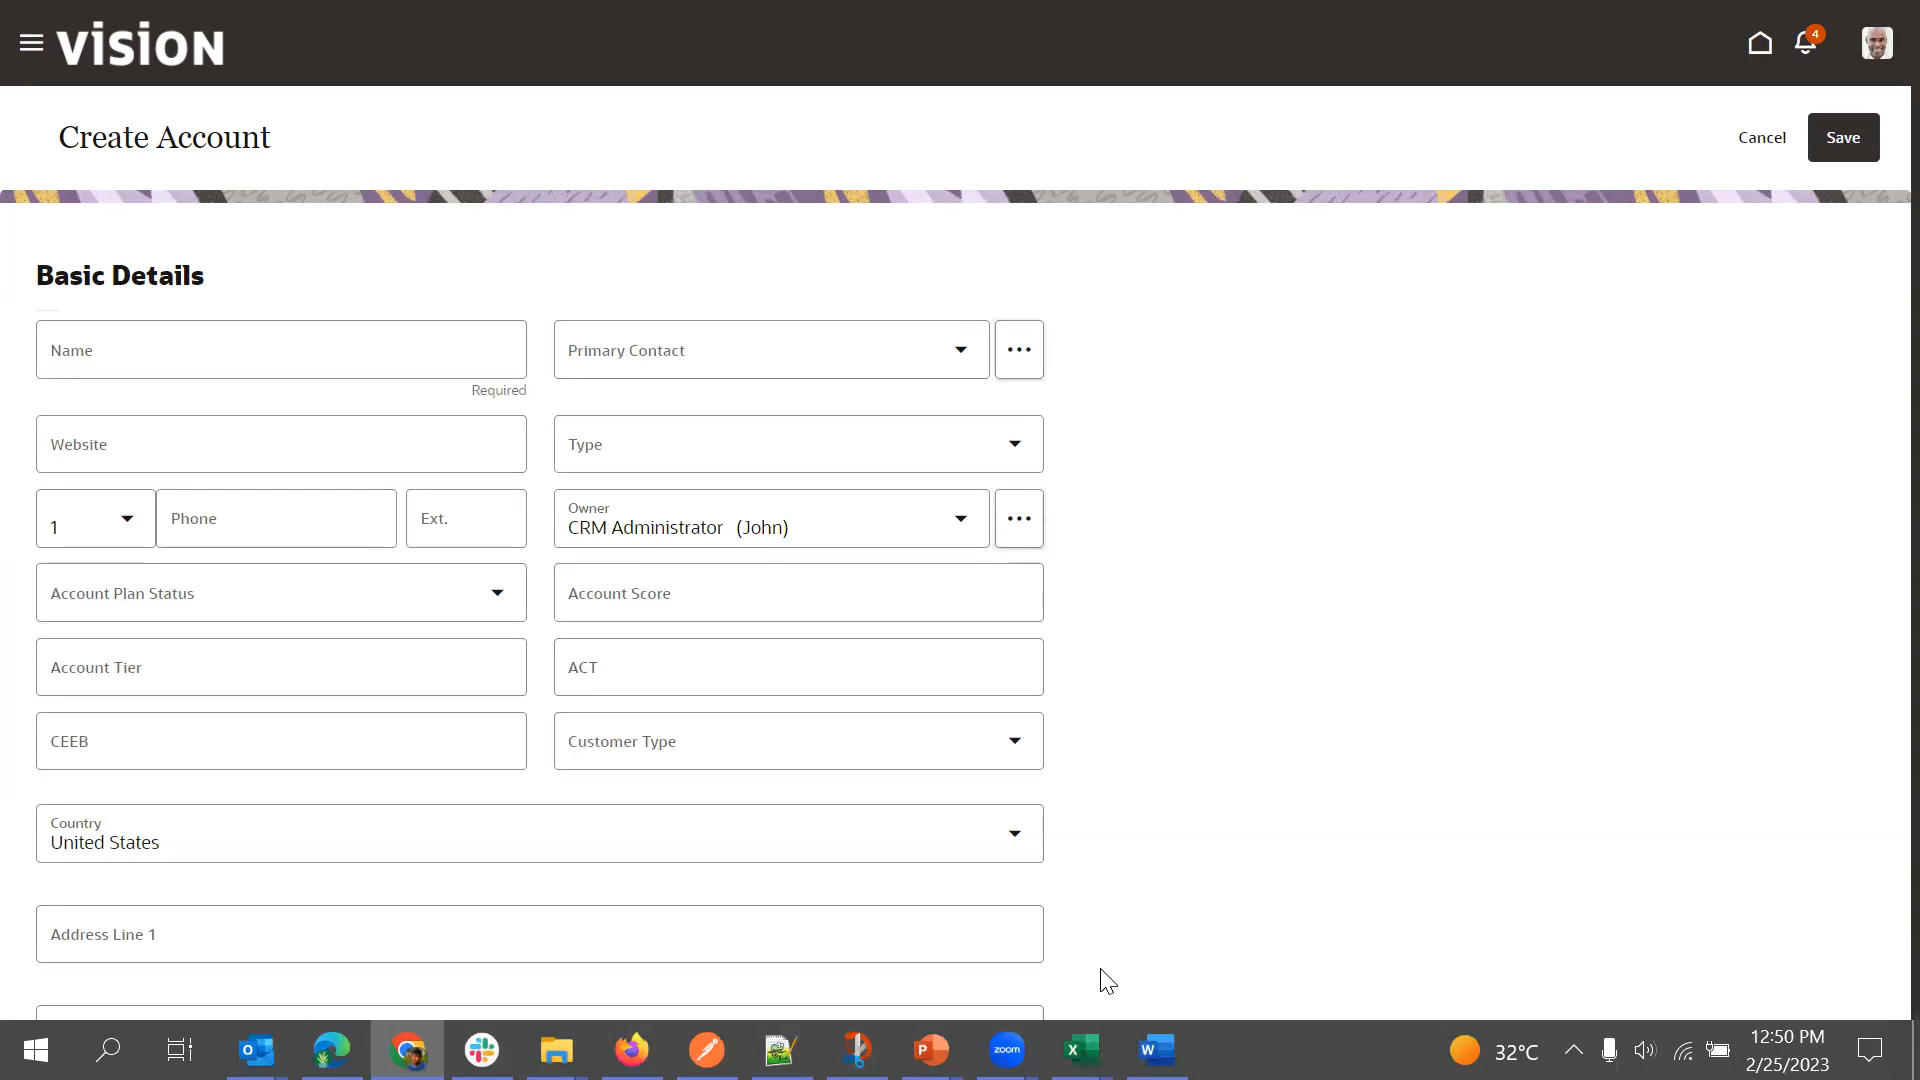 VISION
4
Create Account
Cancel
Save
Basic Details
Name
Primary Contact
Required
Website
Type
1
Phone
Ext.
Owner
CRM Administrator (John)
Account Plan Status
Account Score
Account Tier
ACT
CEEB
Customer Type
Country
United States
Address Line 1
zoom
32°C
12:50 PM
2/25/2023